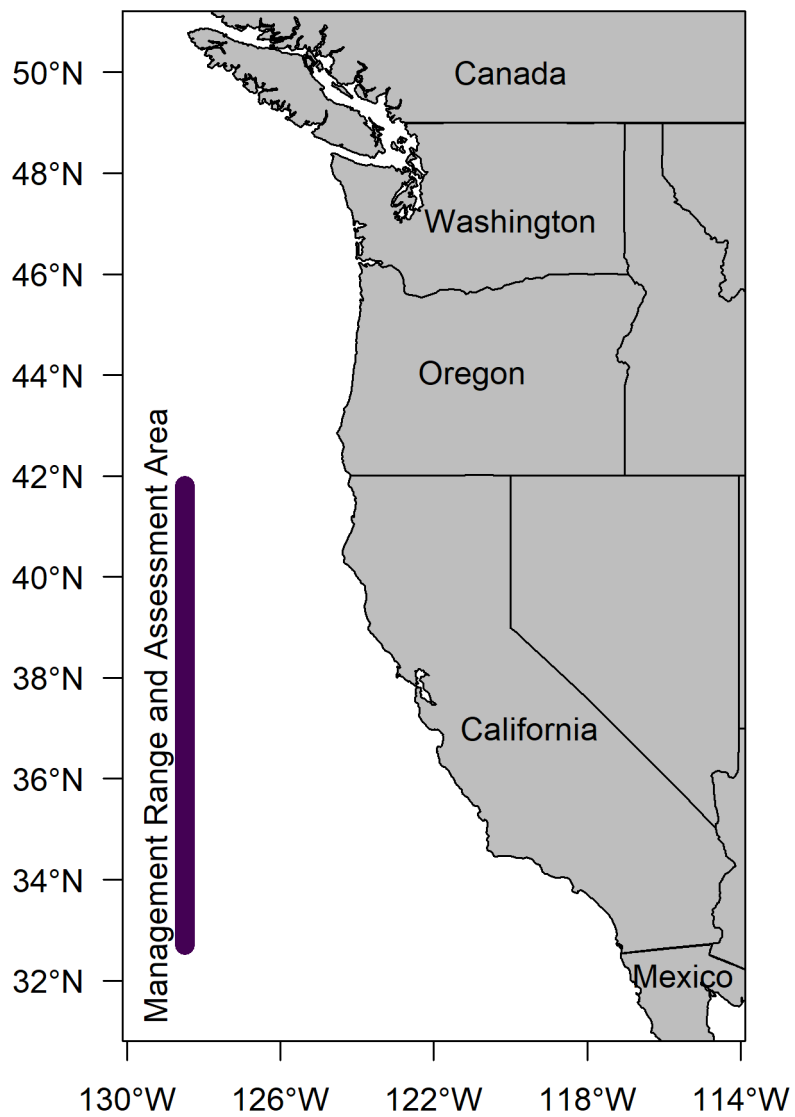 50°N
48°N
46°N
44°N
42°N
40°N
38°N
36°N
34°N
32°N
Management Range and Assessment Area
Canada
Washington
Oregon
California
Mexico
130°W 126°W 122°W 118°W 114°W